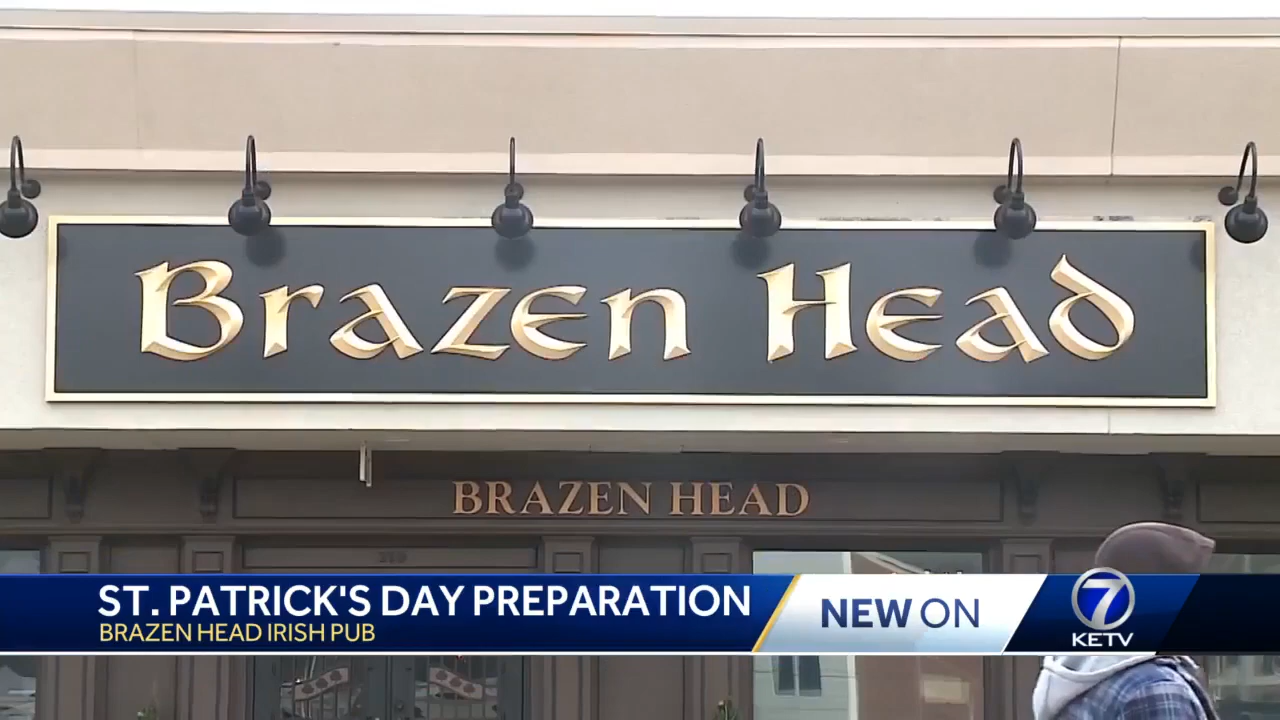 Brazen Head
BRAZEN HEAD
ST. PATRICK'S DAY PREPARATION
BRAZEN HEAD IRISH PUB
NEW ON
7
KETV